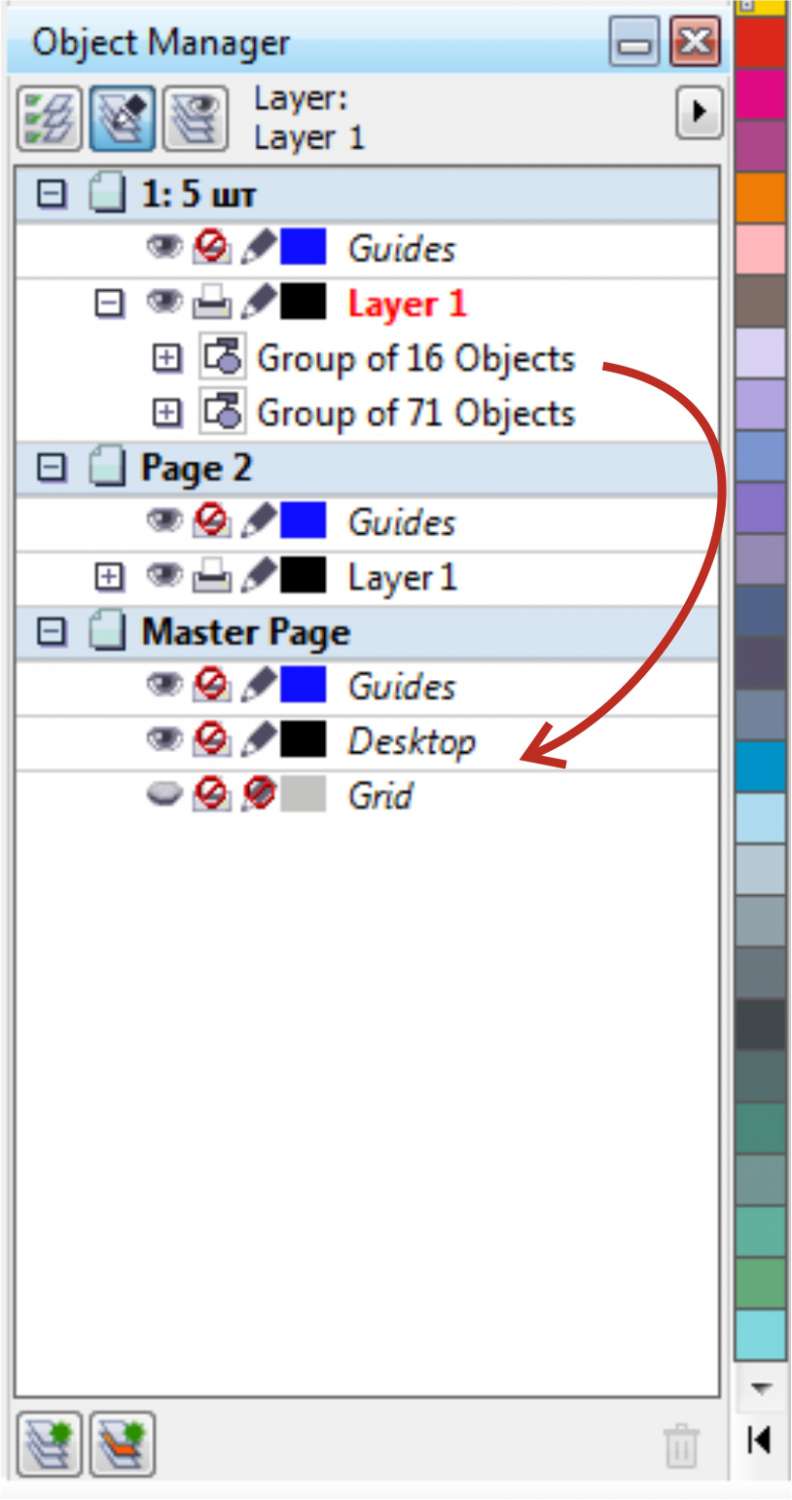 Object Manager
Layer:
Layer 1
1: 5 шт
Guides
Layer 1
Group of 16 Objects
Group of 71 Objects
Page 2
Guides
Layer 1
Master Page
Guides
Desktop
Grid